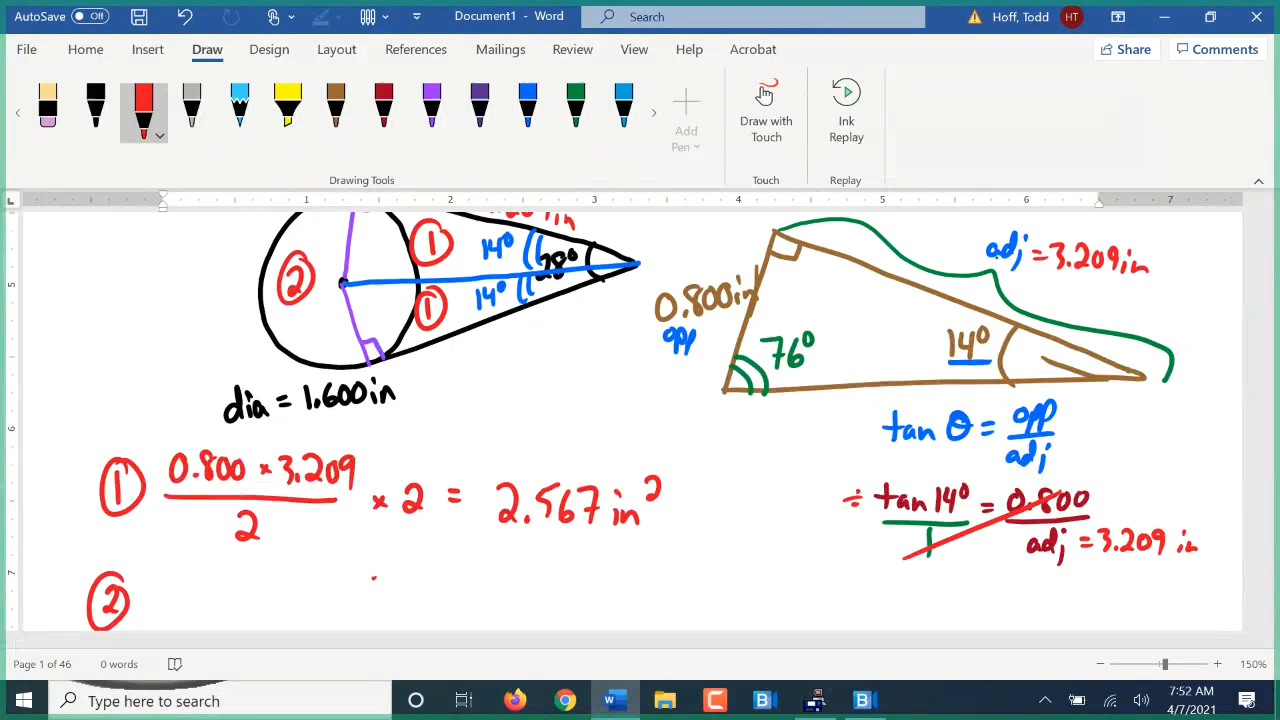 AutoSave Off Document1 - Word Search Hoff, Todd HT
File Home Insert Draw Design Layout References Mailings Review View Help Acrobat Share Comments
Add Pen
Draw with Touch
Ink Replay
Drawing Tools Touch Replay
1 2 3 4 5 6 7
5
6
7
② ① ①
14°
14°
28°
dia = 1.600 in
adj = 3.209 in
0.800 in
opp
76°
14°
tan θ = opp / adj
① 0.800 × 3.209 / 2 × 2 = 2.567 in²
÷ tan 14° / 1 = 0.800 / adj = 3.209 in
②
Page 1 of 46 0 words 150%
Type here to search
7:52 AM
4/7/2021